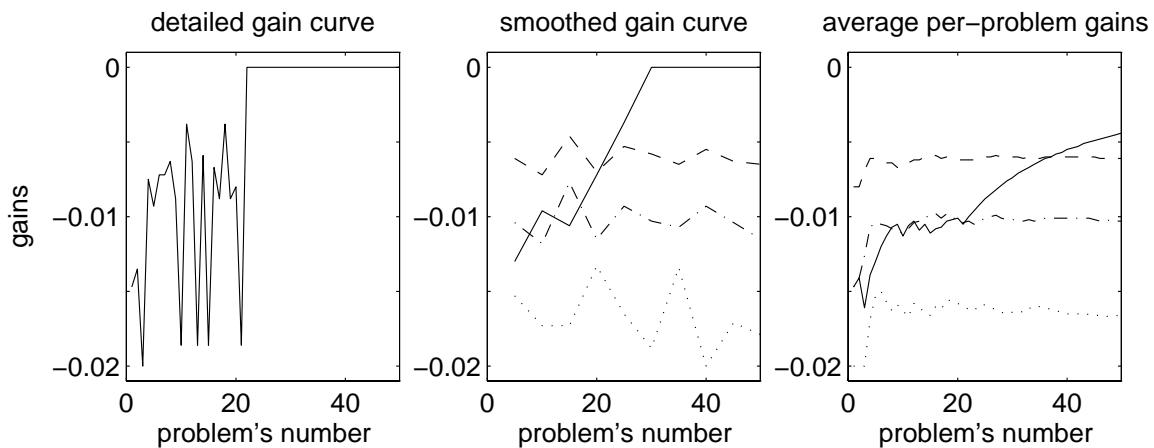 detailed gain curve
smoothed gain curve
average per−problem gains
gains
0
−0.01
−0.02
0
20
40
problem's number
0
−0.01
−0.02
0
20
40
problem's number
0
−0.01
−0.02
0
20
40
problem's number